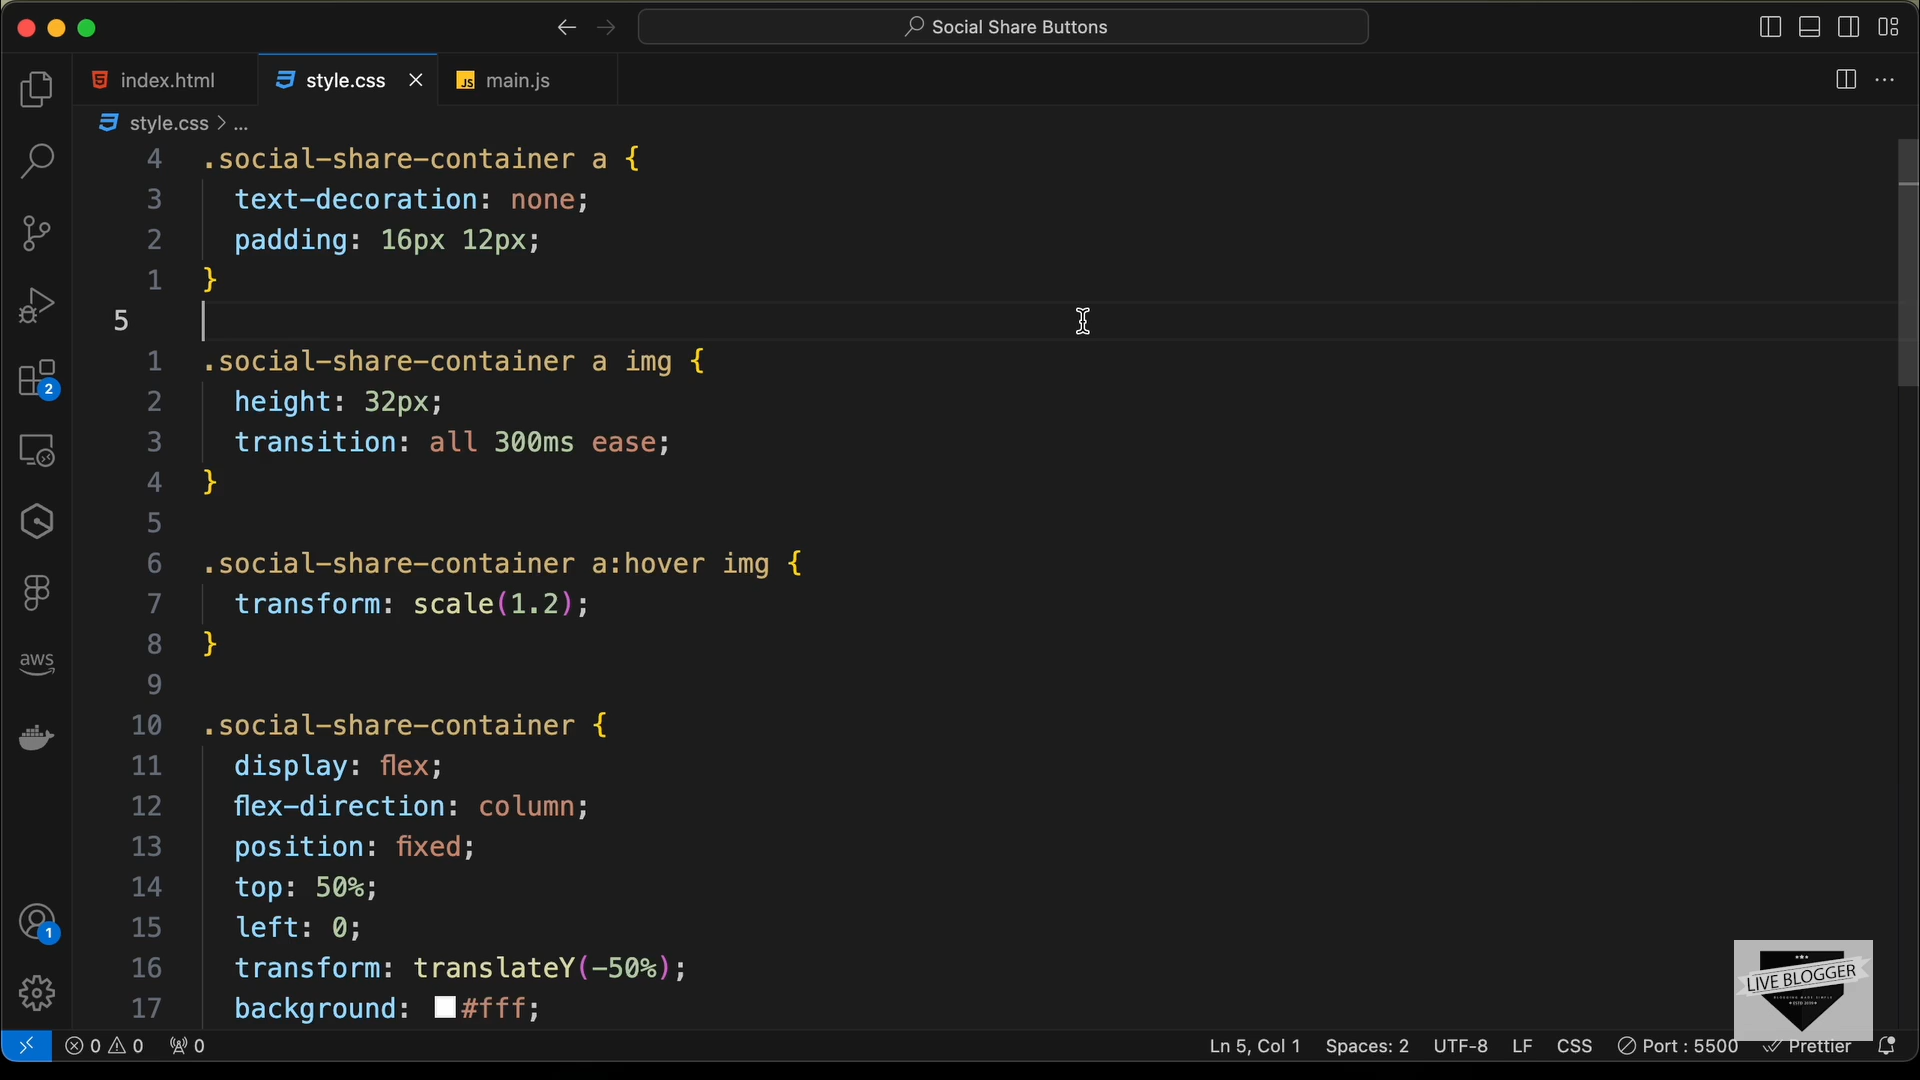 Social Share Buttons
index.html
style.css
JS main.js
style.css > ...
4 .social-share-container a {
3 text-decoration: none;
2 padding: 16px 12px;
1 }
5
1 .social-share-container a img {
2 height: 32px;
3 transition: all 300ms ease;
4 }
5
6 .social-share-container a:hover img {
7 transform: scale(1.2);
8 }
9
10 .social-share-container {
11 display: flex;
12 flex-direction: column;
13 position: fixed;
14 top: 50%;
15 left: 0;
16 transform: translateY(-50%);
17 background: #fff;
2
aws
1
LIVE BLOGGER
0 0 0
Ln 5, Col 1 Spaces: 2 UTF-8 LF CSS Port : 5500 Prettier